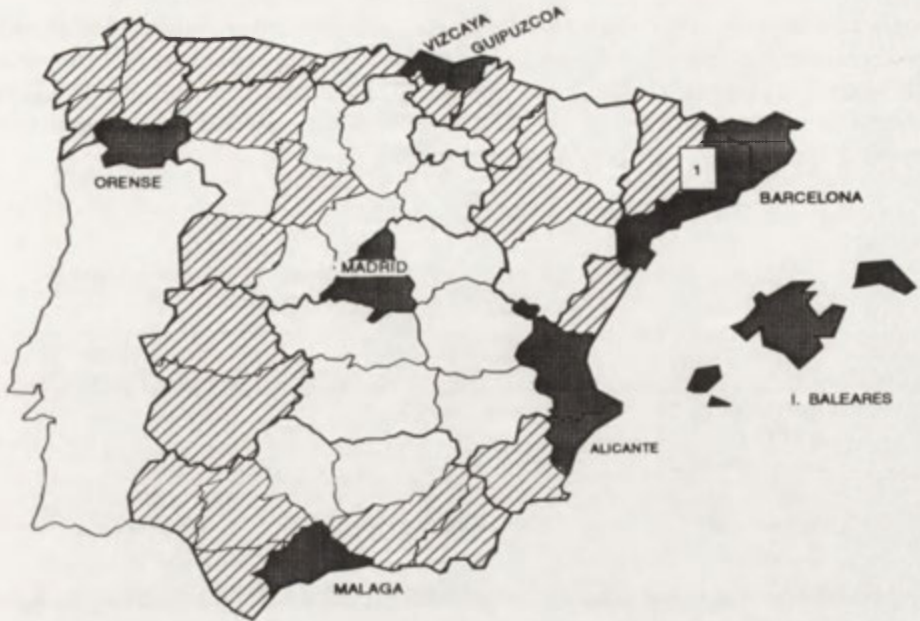 VIZCAYA
GUIPUZCOA
ORENSE
1
BARCELONA
MADRID
I. BALEARES
ALICANTE
MALAGA